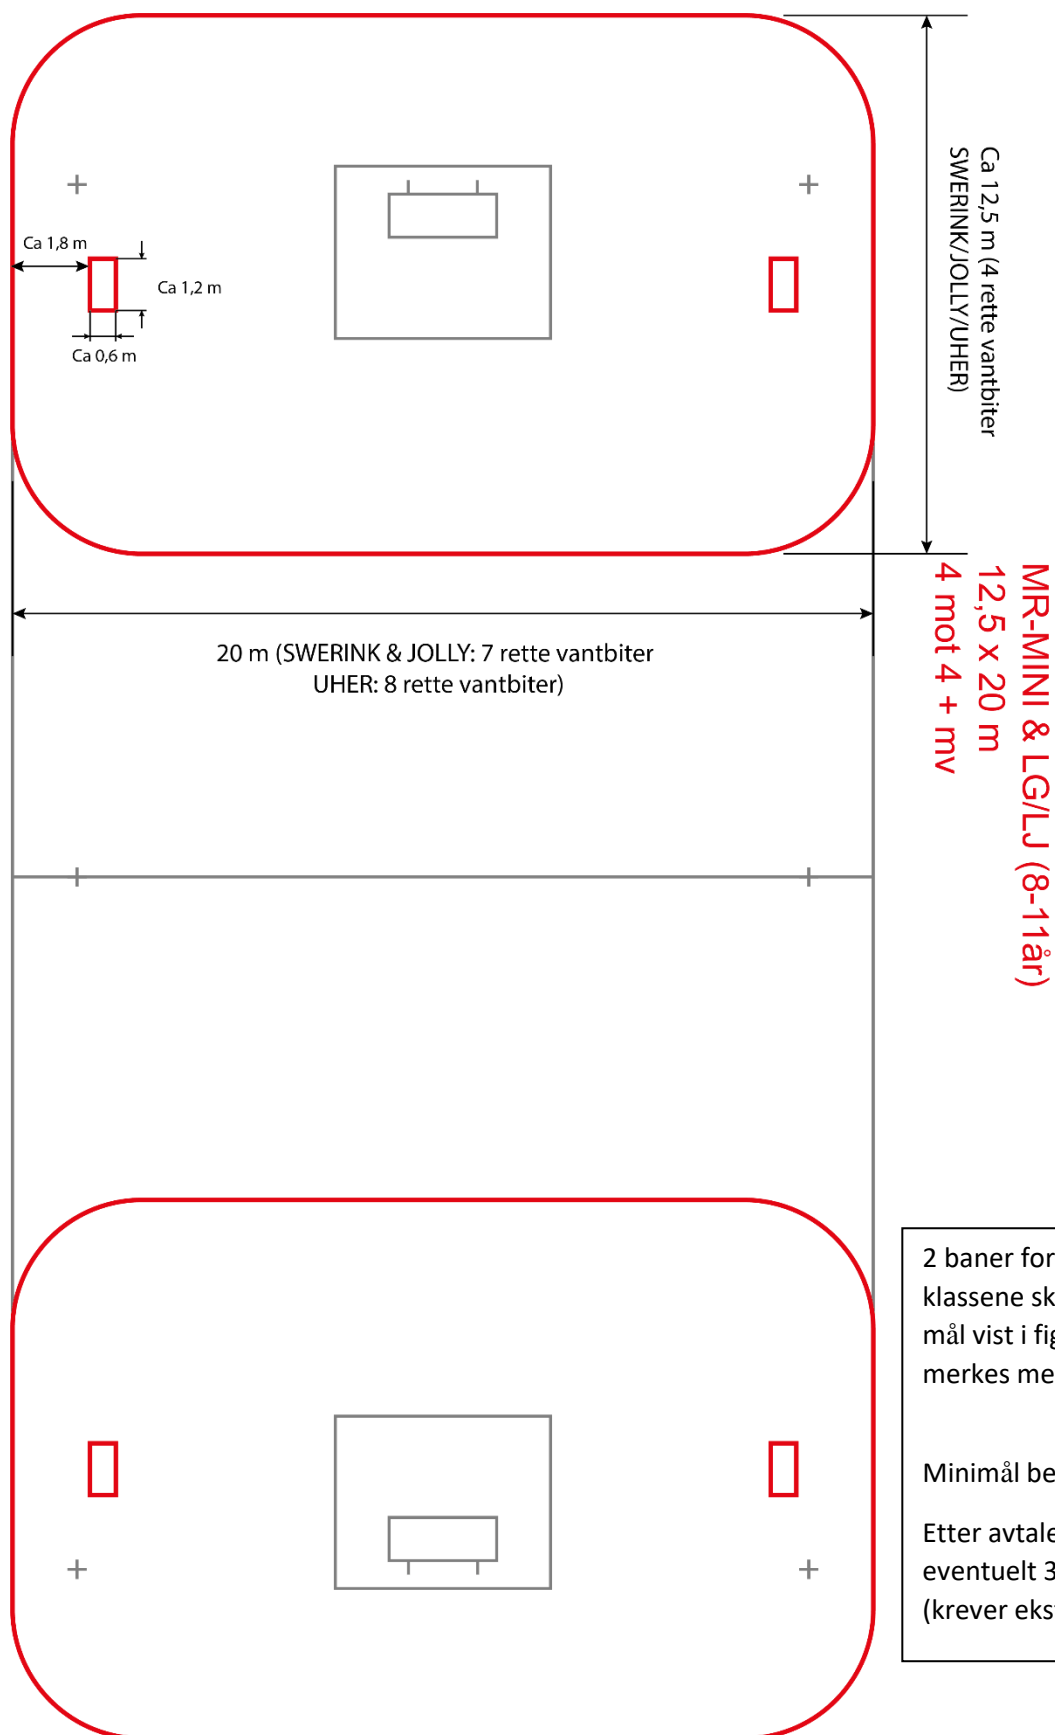 Ca 12,5 m (4 rette vantbiter
SWERINK/JOLLY/UHER)
Ca 1,8 m
Ca 1,2 m
Ca 0,6 m
MR-MINI & LG/LJ (8-11år)
12,5 x 20 m
4 mot 4 + mv
20 m (SWERINK & JOLLY: 7 rette vantbiter
UHER: 8 rette vantbiter)
2 baner for
klassene sk
mål vist i fig
merkes me
Minimål be
Etter avtale
eventuelt 3
(krever ekst